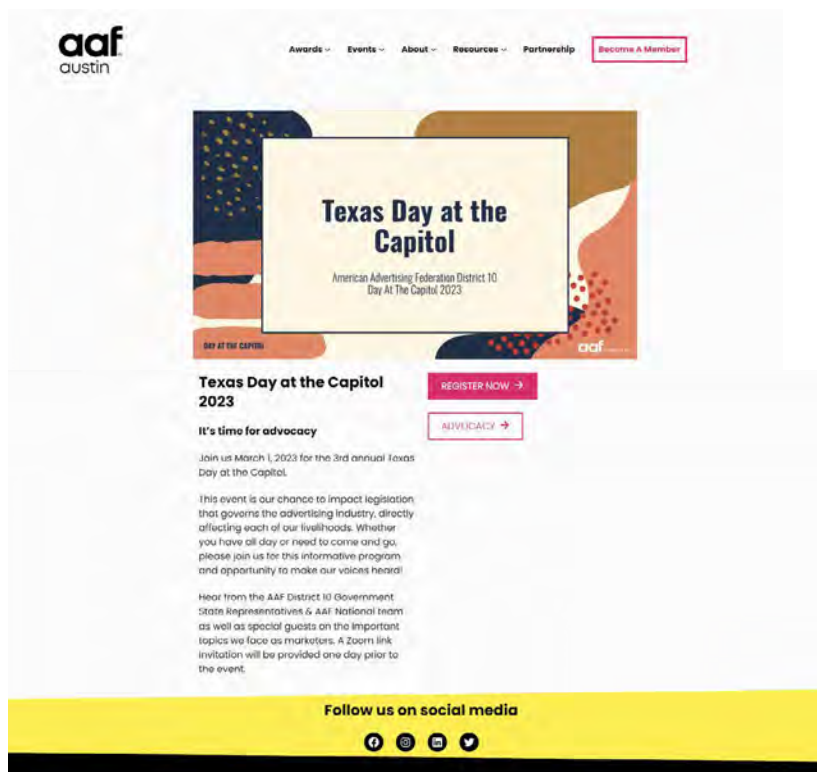 aaf
austin
Awards Events About Resources Partnership Become A Member
Texas Day at the
Capitol
American Advertising Federation District 10
Day At The Capitol 2023
DAY AT THE CAPITOL
aaf
Texas Day at the Capitol
2023
REGISTER NOW →
It's time for advocacy
ADVOCACY →
Join us March 1, 2023 for the 3rd annual Texas
Day at the Capitol.
This event is our chance to impact legislation
that governs the advertising industry, directly
affecting each of our livelihoods. Whether
you have all day or need to come and go,
please join us for this informative program
and opportunity to make our voices heard!
Hear from the AAF District 10 Government
State Representatives & AAF National team
as well as special guests on the important
topics we face as marketers. A Zoom link
invitation will be provided one day prior to
the event.
Follow us on social media